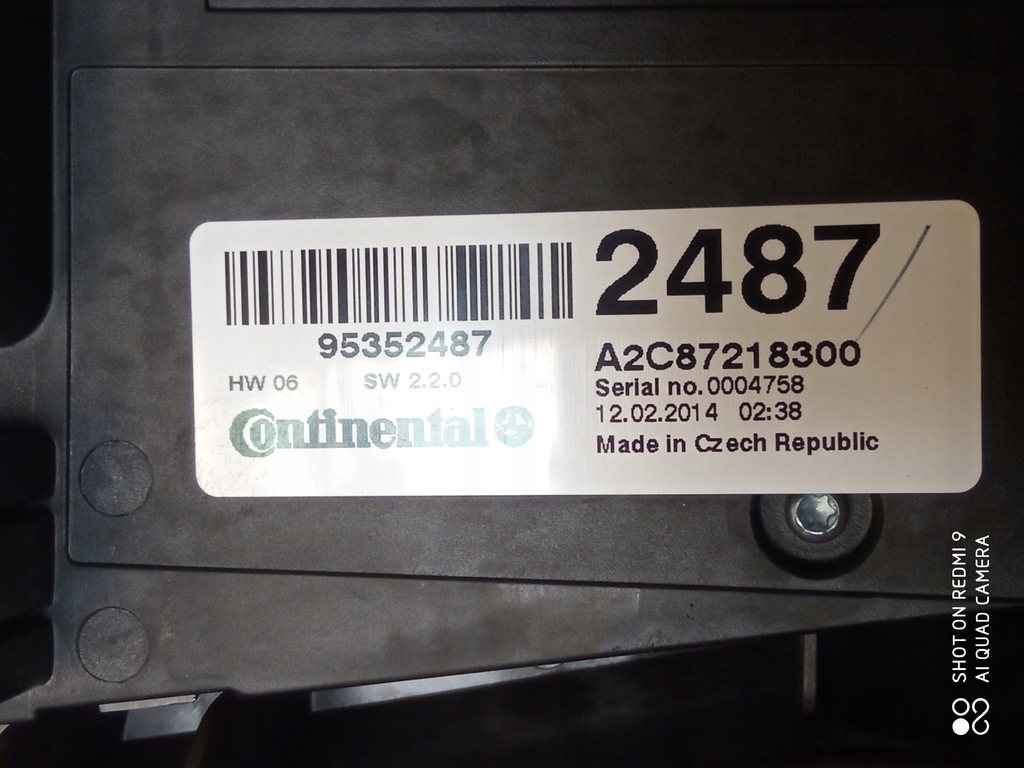 2487
95352487
HW 06 SW 2.2.0
Continental
A2C87218300
Serial no. 0004758
12.02.2014 02:38
Made in Czech Republic
SHOT ON REDMI 9
AI QUAD CAMERA